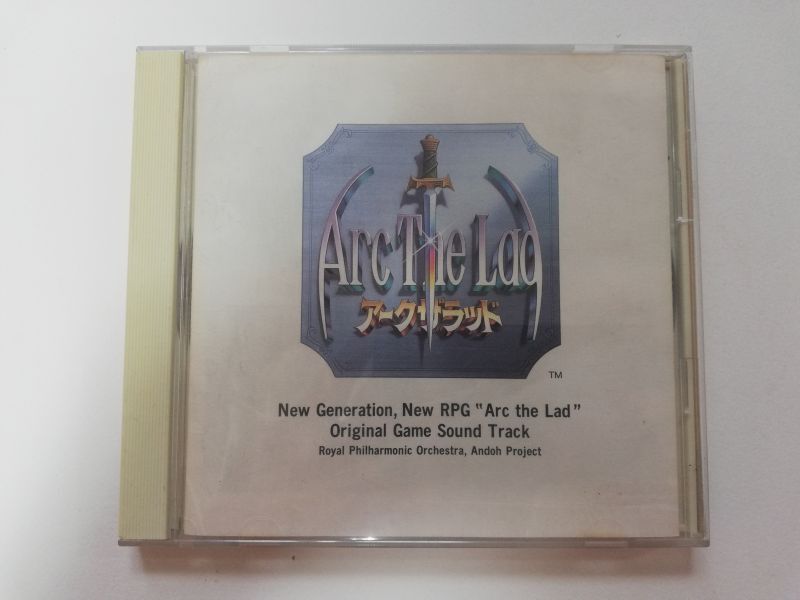 Arc The Lad
アークザラッド
TM
New Generation, New RPG "Arc the Lad"
Original Game Sound Track
Royal Philharmonic Orchestra, Andoh Project